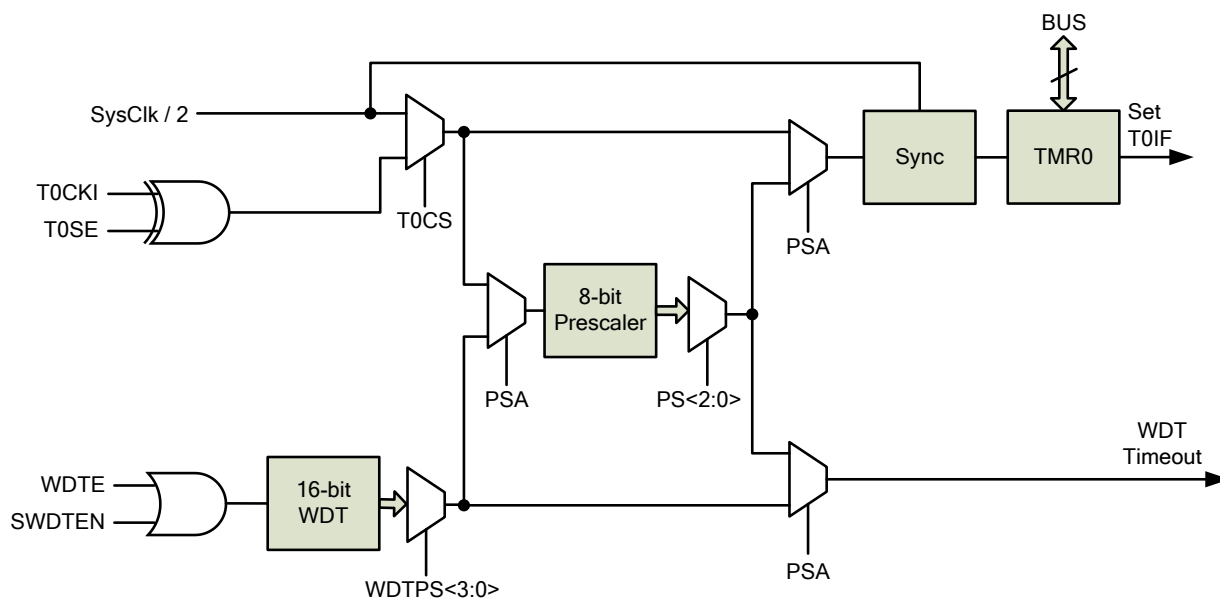 BUS
SysClk / 2
Set
T0IF
Sync
TMR0
T0CKI
T0SE
T0CS
PSA
8-bit
Prescaler
PSA
PS<2:0>
WDT
Timeout
WDTE
SWDTEN
16-bit
WDT
WDTPS<3:0>
PSA